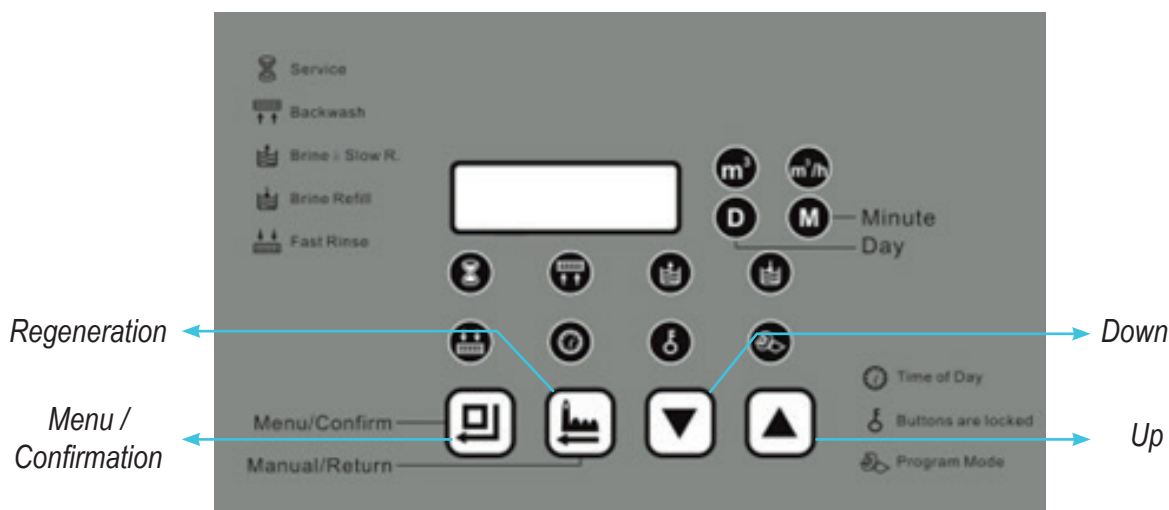 Service
Backwash
Brine & Slow R.
Brine Refill
Fast Rinse
m³
m³/h
D
M
Minute
Day
Regeneration
Down
Menu /
Confirmation
Menu/Confirm
Manual/Return
Time of Day
Buttons are locked
Program Mode
Up